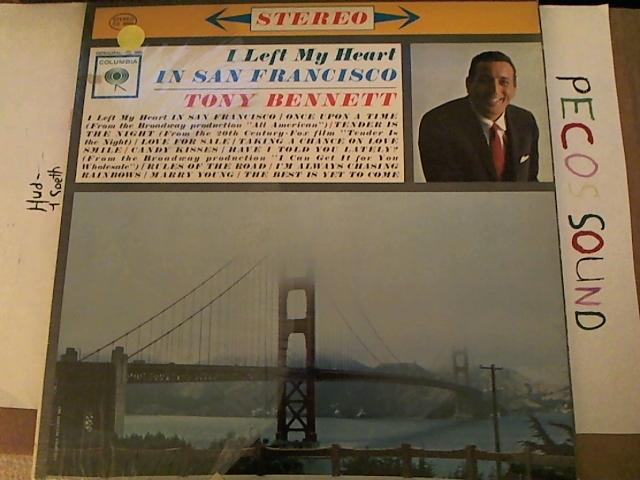 STEREO
COLUMBIA
I Left My Heart
IN SAN FRANCISCO
TONY BENNETT
I Left My Heart IN SAN FRANCISCO / ONCE UPON A TIME
(From the Broadway production "All American") / TENDER IS
THE NIGHT (From the 20th Century-Fox film "Tender Is
the Night) / LOVE FOR SALE / TAKING A CHANCE ON LOVE
SMILE / CANDY KISSES / HAVE I TOLD YOU LATELY?
(From the Broadway production "I Can Get It for You
Wholesale") / RULES OF THE ROAD / I'M ALWAYS CHASING
RAINBOWS / MARRY YOUNG / THE BEST IS YET TO COME
PECOS SOUND
Hud-